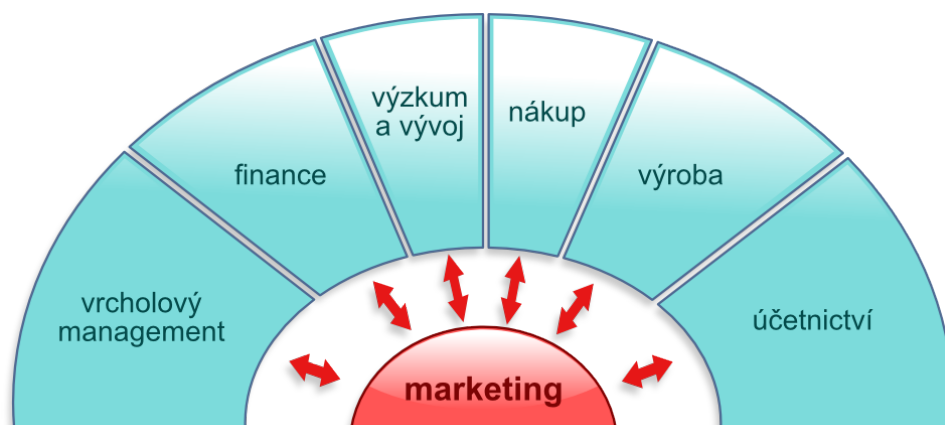 vrcholový
management
finance
výzkum
a vývoj
nákup
výroba
účetnictví
marketing